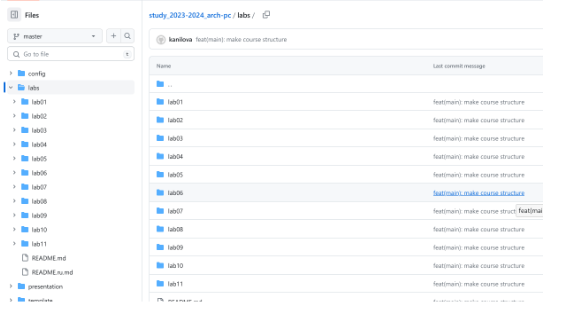 Files
master
Go to file
t
config
labs
lab01
lab02
lab03
lab04
lab05
lab06
lab07
lab08
lab09
lab10
lab11
README.md
README.ru.md
presentation
template
study_2023-2024_arch-pc / labs /
kanilova feat(main): make course structure
Name Last commit message
..
lab01 feat(main): make course structure
lab02 feat(main): make course structure
lab03 feat(main): make course structure
lab04 feat(main): make course structure
lab05 feat(main): make course structure
lab06 feat(main): make course structure
lab07 feat(main): make course struct feat(mai
lab08 feat(main): make course structure
lab09 feat(main): make course structure
lab10 feat(main): make course structure
lab11 feat(main): make course structure
README.md